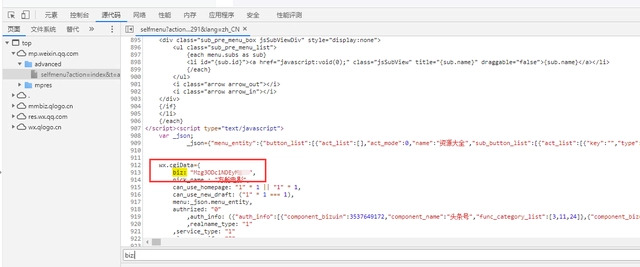 元素 控制台 源代码 网络 性能 内存 应用程序 安全性 性能评测
页面 文件系统
selfmenu?action...291&lang=zh_CN
top
mp.weixin.qq.com
advanced
selfmenu?action=index&t=a
mpres
mmbiz.qlogo.cn
res.wx.qq.com
wx.qlogo.cn
895 <div class="sub_pre_menu_box jsSubViewDiv" style="display:none">
896 <ul class="sub_pre_menu_list">
897 {each menu.subs as sub}
898 <li id="{sub.id}"><a href="javascript:void(0);" class="jsSubView" title="{sub.name}" draggable="false">{sub.name}</a></li>
899 {/each}
900 </ul>
901 <i class="arrow arrow_out"></i>
902 <i class="arrow arrow_in"></i>
903 </div>
904 {/if}
905 </li>
906 {/each}
907 </script><script type="text/javascript">
908 var _json;
909 _json={"menu_entity":{"button_list":[{"act_list":[],"act_mode":0,"name":"资源大全","sub_button_list":[{"act_list":[{"key":"","type"
910
911
912 wx.cgiData={
913 biz: "Mzg3ODc1NDEyM
914 nick_name :
915 can_use_homepage: "1" * 1 || "1" * 1,
916 can_use_new_draft: ("1" * 1 === 1),
917 menu:_json.menu_entity,
918 authorized: "0"
919 ,auth_info: ({"auth_info":[{"component_bizuin":3537649172,"component_name":"头条号","func_category_list":[3,11,24]},{"component_biz
920 ,realname_type: "1"
921 ,service_type: "1"
biz